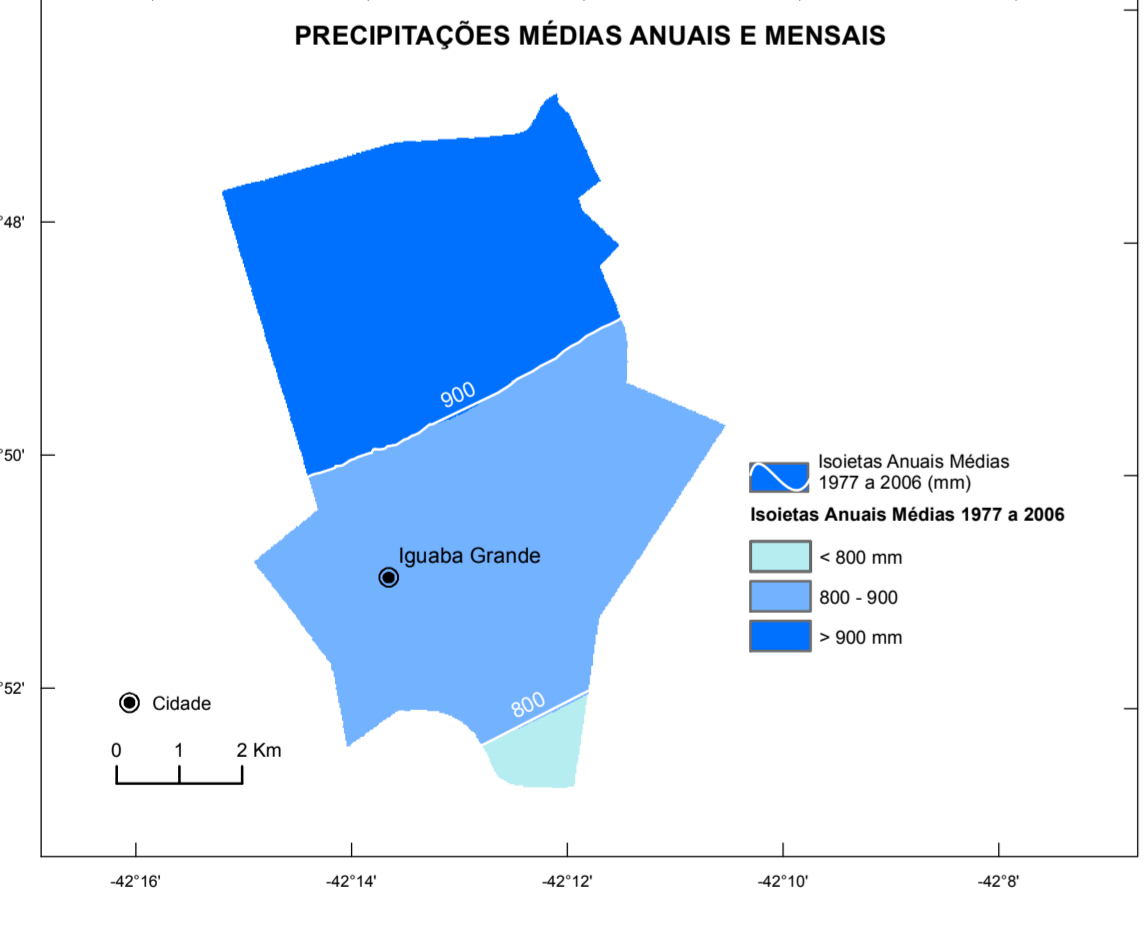 PRECIPITAÇÕES MÉDIAS ANUAIS E MENSAIS
°48'
900
°50'
Isoietas Anuais Médias
1977 a 2006 (mm)
Isoietas Anuais Médias 1977 a 2006
< 800 mm
Iguaba Grande
800 - 900
> 900 mm
°52'
800
Cidade
0 1 2 Km
-42°16' -42°14' -42°12' -42°10' -42°8'